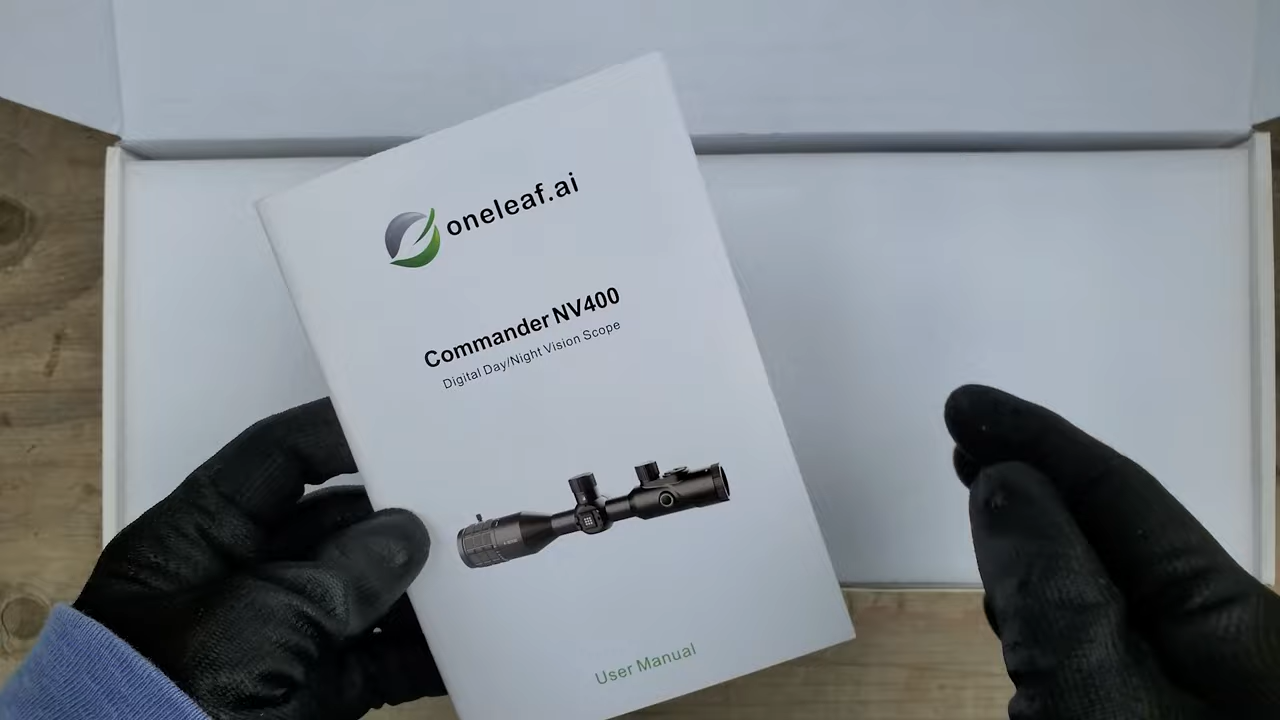 oneleaf.ai
Commander NV400
Digital Day/Night Vision Scope
User Manual